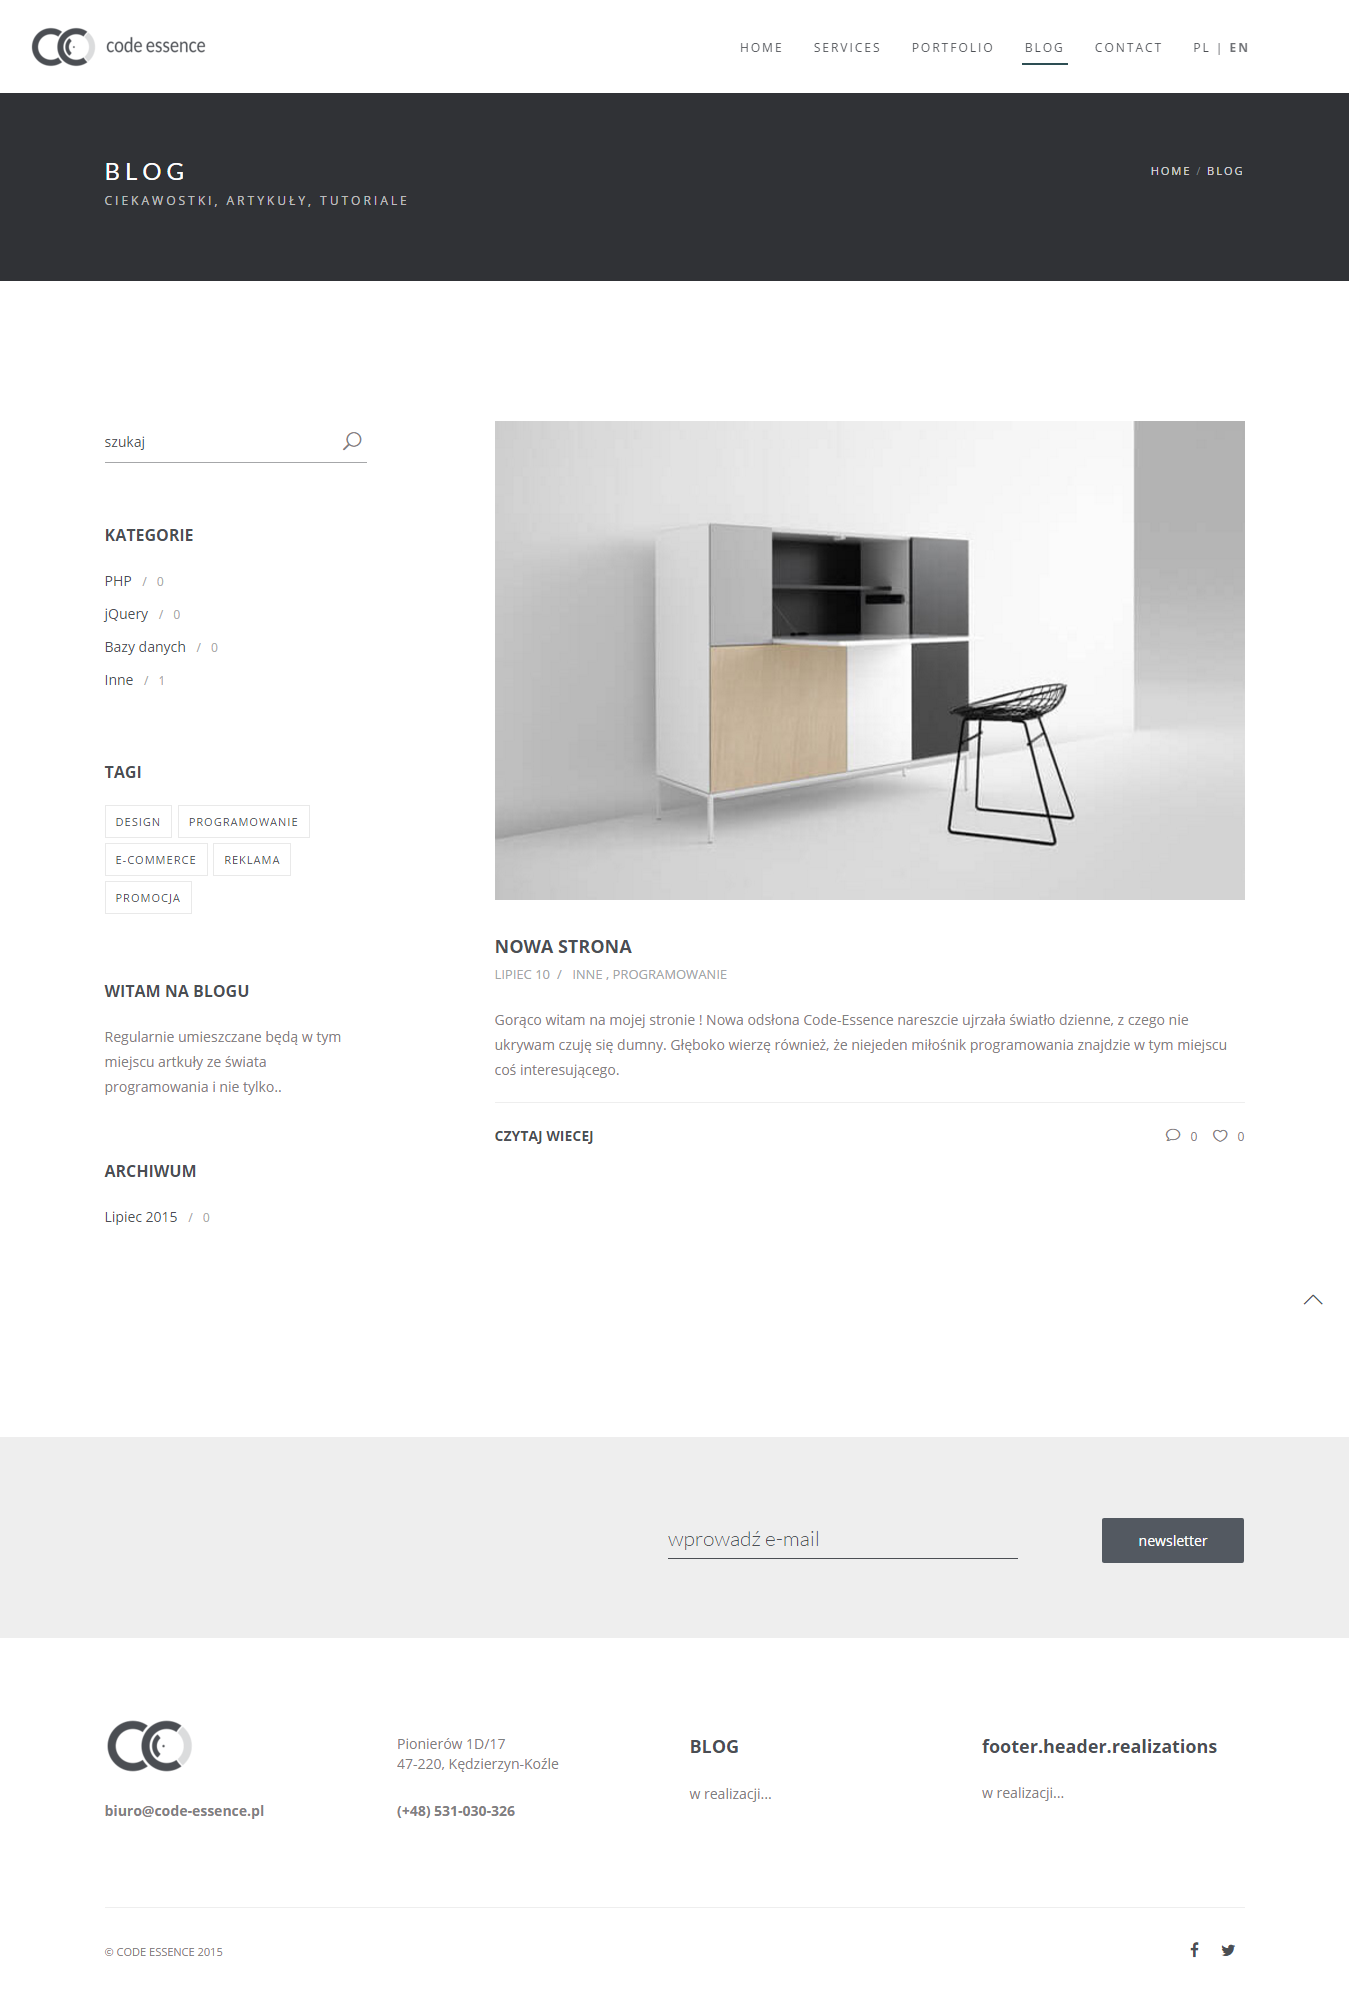 code essence
HOME SERVICES PORTFOLIO BLOG CONTACT PL | EN
BLOG
CIEKAWOSTKI, ARTYKUŁY, TUTORIALE
HOME / BLOG
szukaj
KATEGORIE
PHP / 0
jQuery / 0
Bazy danych / 0
Inne / 1
TAGI
DESIGN PROGRAMOWANIE
E-COMMERCE REKLAMA
PROMOCJA
WITAM NA BLOGU
Regularnie umieszczane będą w tym
miejscu artkuły ze świata
programowania i nie tylko..
ARCHIWUM
Lipiec 2015 / 0
NOWA STRONA
LIPIEC 10 / INNE , PROGRAMOWANIE
Gorąco witam na mojej stronie ! Nowa odsłona Code-Essence nareszcie ujrzała światło dzienne, z czego nie
ukrywam czuję się dumny. Głęboko wierzę również, że niejeden miłośnik programowania znajdzie w tym miejscu
coś interesującego.
CZYTAJ WIECEJ
0 0
wprowadź e-mail
newsletter
biuro@code-essence.pl
Pionierów 1D/17
47-220, Kędzierzyn-Koźle
(+48) 531-030-326
BLOG
w realizacji...
footer.header.realizations
w realizacji...
© CODE ESSENCE 2015